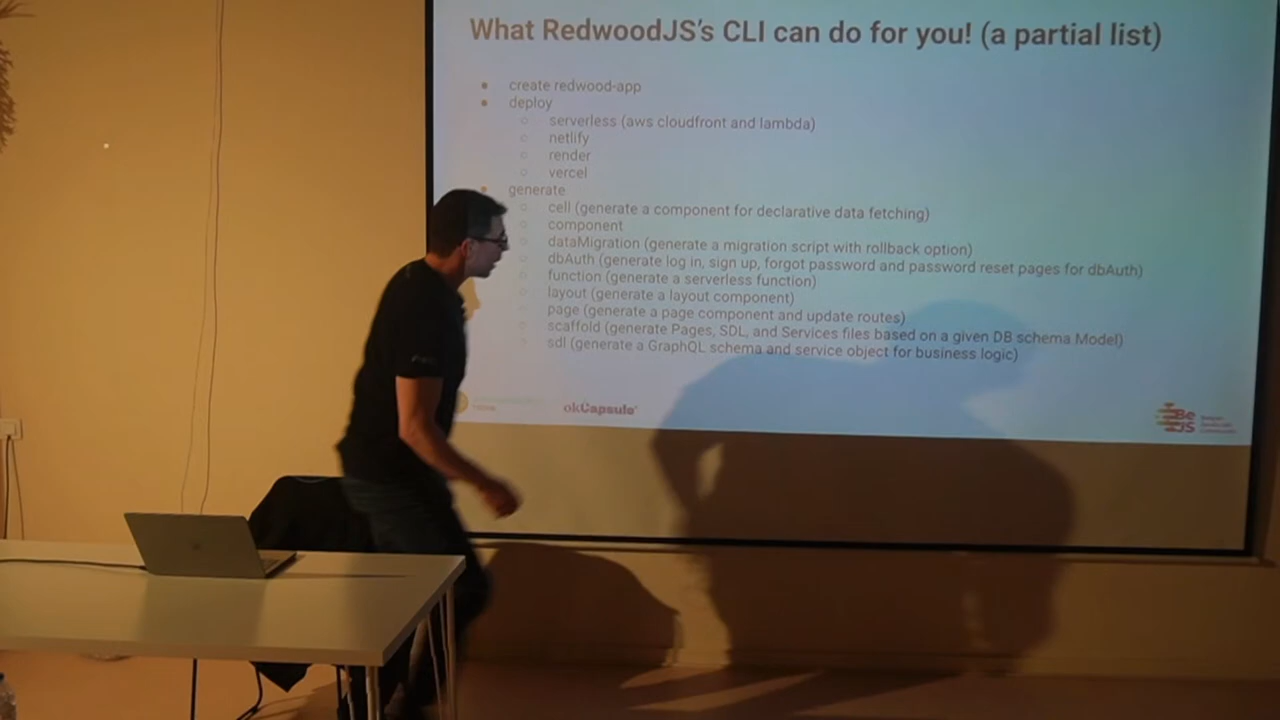 What RedwoodJS's CLI can do for you! (a partial list)
create redwood-app
deploy
serverless (aws cloudfront and lambda)
netlify
render
vercel
generate
cell (generate a component for declarative data fetching)
component
dataMigration (generate a migration script with rollback option)
dbAuth (generate log in, sign up, forgot password and password reset pages for dbAuth)
function (generate a serverless function)
layout (generate a layout component)
page (generate a page component and update routes)
scaffold (generate Pages, SDL, and Services files based on a given DB schema Model)
sdl (generate a GraphQL schema and service object for business logic)
okCapsule
Be
JS